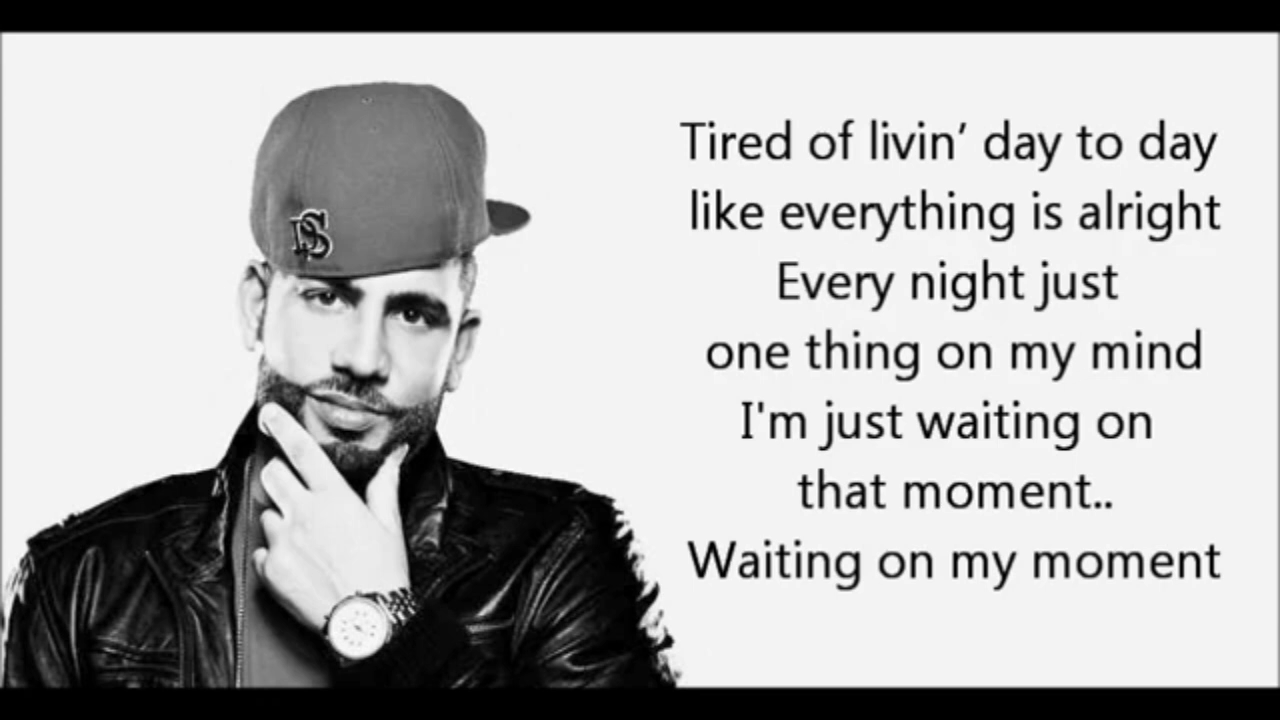 DS
Tired of livin’ day to day
like everything is alright
Every night just
one thing on my mind
I'm just waiting on
that moment..
Waiting on my moment